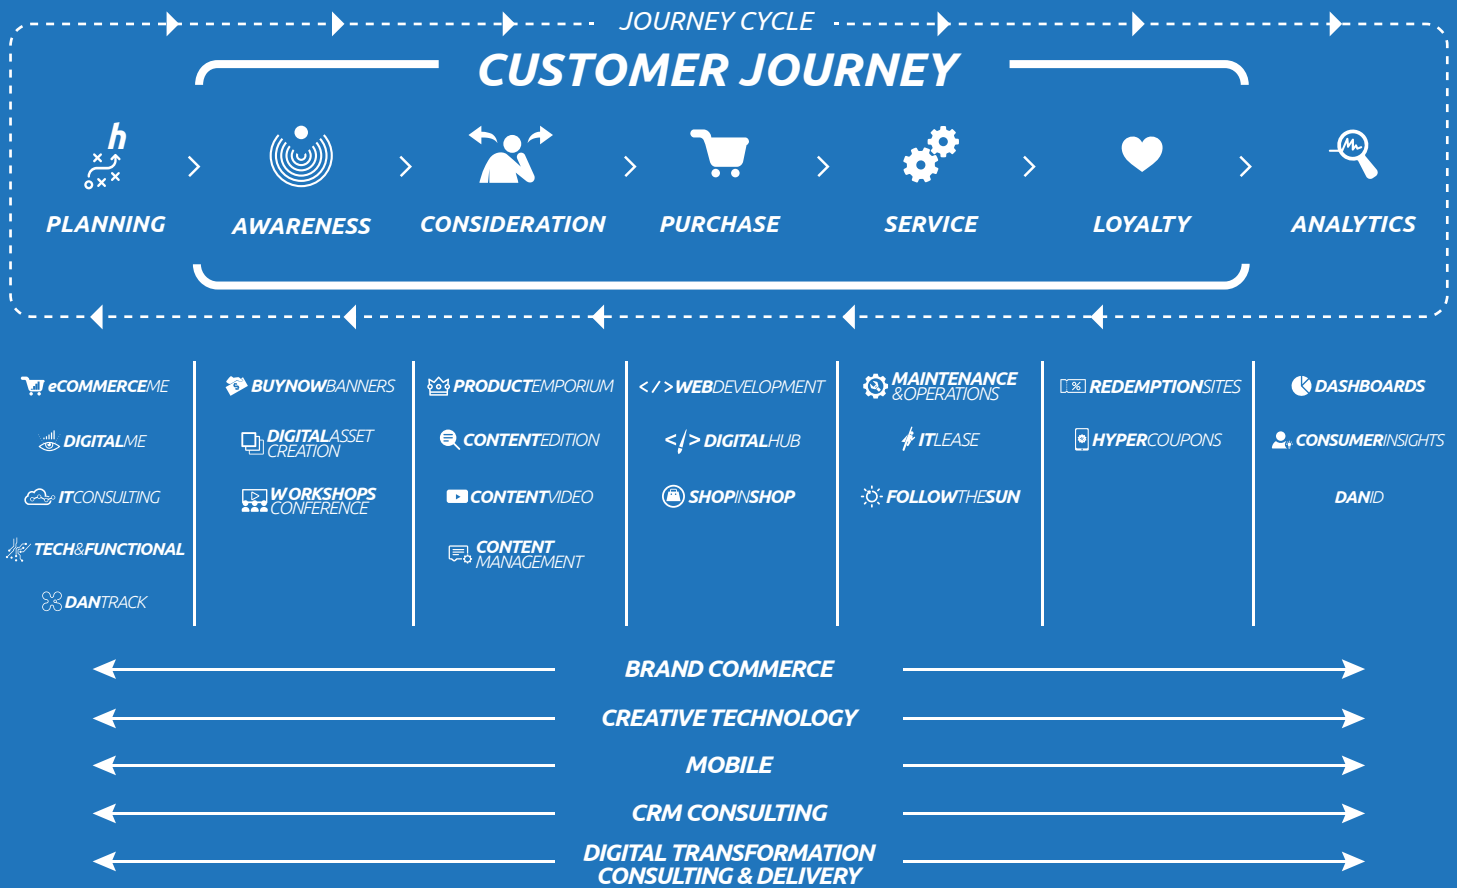 JOURNEY CYCLE
CUSTOMER JOURNEY
h
PLANNING
AWARENESS
CONSIDERATION
PURCHASE
SERVICE
LOYALTY
ANALYTICS
eCOMMERCEME
DIGITALME
ITCONSULTING
TECH&FUNCTIONAL
DANTRACK
BUYNOWBANNERS
DIGITALASSET
CREATION
WORKSHOPS
CONFERENCE
PRODUCTEMPORIUM
CONTENTEDITION
CONTENTVIDEO
CONTENT
MANAGEMENT
</>WEBDEVELOPMENT
</>DIGITALHUB
SHOPINSHOP
MAINTENANCE
&OPERATIONS
ITLEASE
FOLLOWTHESUN
%REDEMPTIONSITES
HYPERCOUPONS
DASHBOARDS
CONSUMERINSIGHTS
DANID
BRAND COMMERCE
CREATIVE TECHNOLOGY
MOBILE
CRM CONSULTING
DIGITAL TRANSFORMATION
CONSULTING & DELIVERY